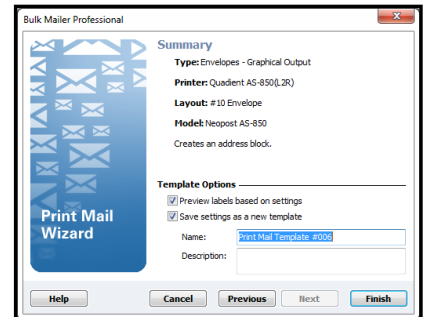 Bulk Mailer Professional
Summary
Type: Envelopes - Graphical Output
Printer: Quadient AS-850(L2R)
Layout: #10 Envelope
Model: Neopost AS-850
Creates an address block.
Template Options
Preview labels based on settings
Save settings as a new template
Name: Print Mail Template #006
Description:
Print Mail
Wizard
Help Cancel Previous Next Finish